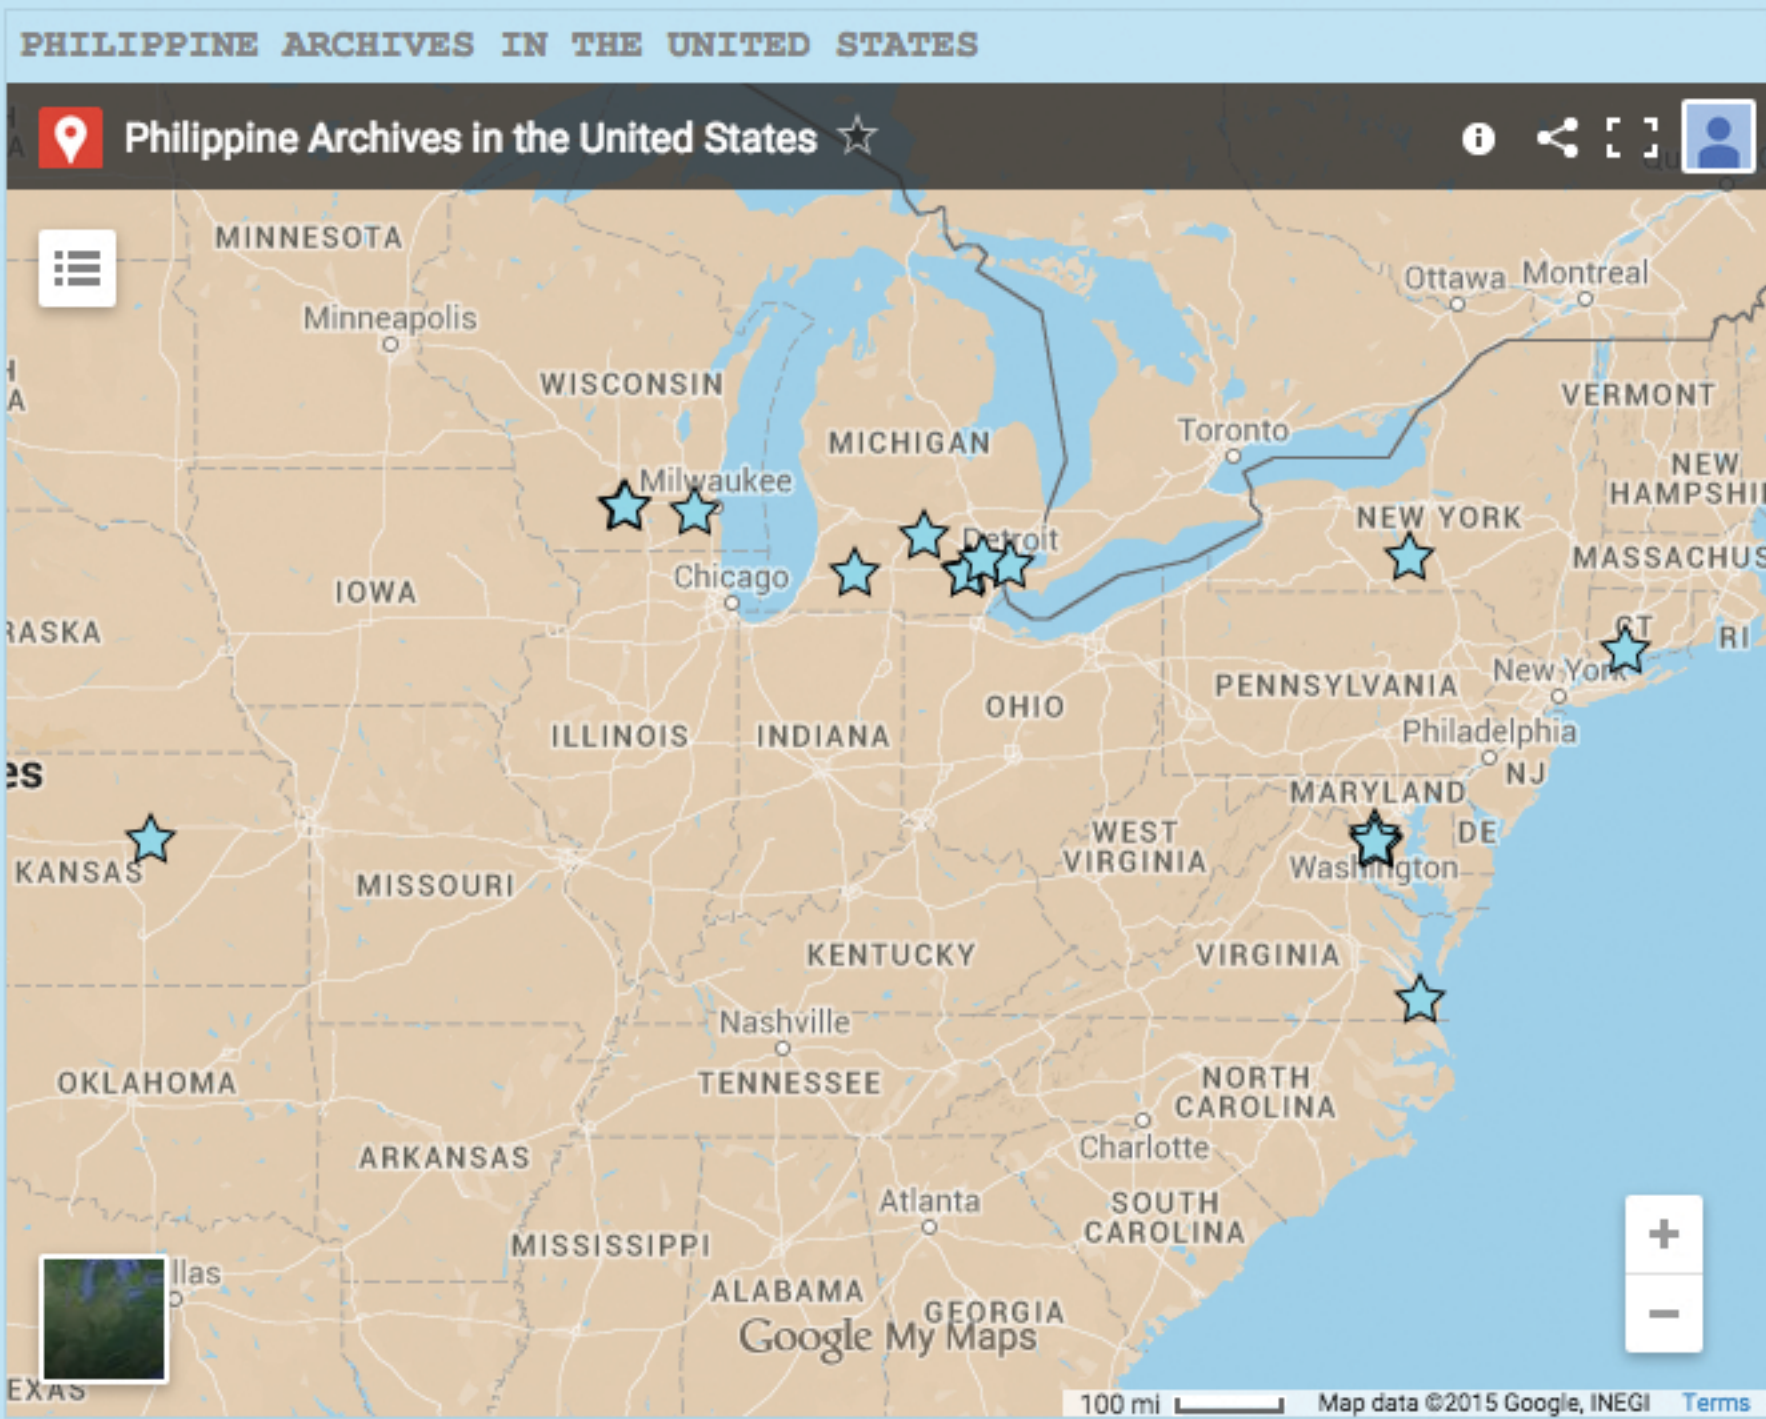 PHILIPPINE ARCHIVES IN THE UNITED STATES
Philippine Archives in the United States
MINNESOTA
Ottawa
Montreal
Minneapolis
WISCONSIN
VERMONT
Toronto
MICHIGAN
NEW
HAMPSHI
Milwaukee
NEW YORK
Detroit
MASSACHUS
Chicago
IOWA
RASKA
CT
RI
New York
PENNSYLVANIA
OHIO
Philadelphia
ILLINOIS
INDIANA
es
NJ
MARYLAND
WEST
VIRGINIA
DE
Washington
KANSAS
MISSOURI
KENTUCKY
VIRGINIA
Nashville
OKLAHOMA
TENNESSEE
NORTH
CAROLINA
Charlotte
ARKANSAS
Atlanta
SOUTH
CAROLINA
MISSISSIPPI
llas
ALABAMA
GEORGIA
Google My Maps
EXAS
100 mi
Map data ©2015 Google, INEGI
Terms